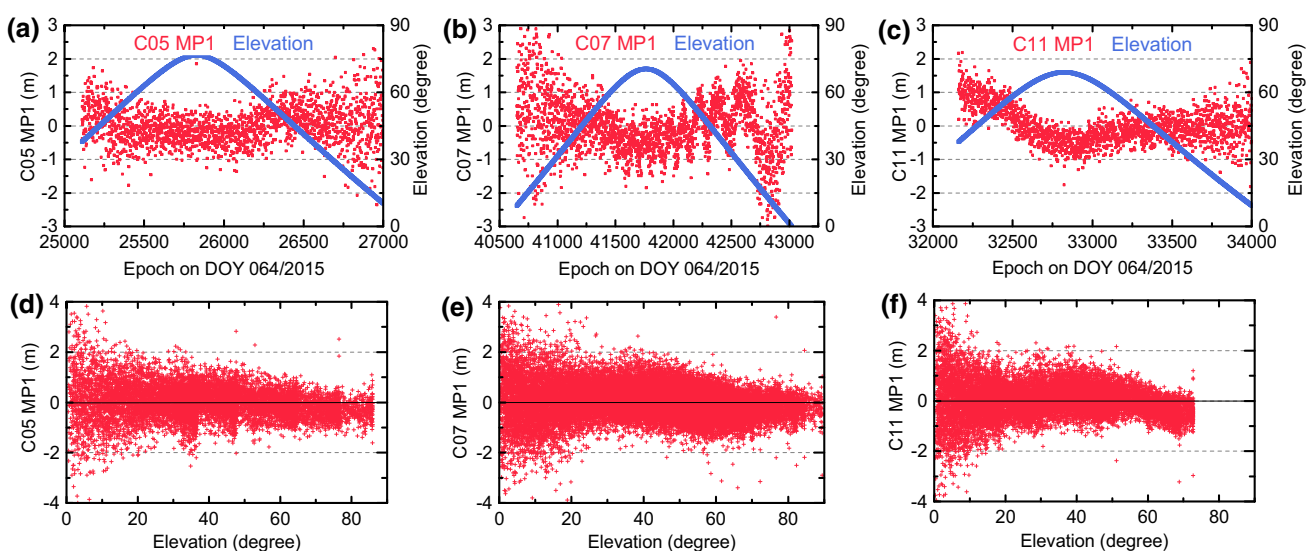 (a)
C05 MP1 Elevation
C05 MP1 (m)
3
2
1
0
-1
-2
-3
25000 25500 26000 26500 27000
Epoch on DOY 064/2015
90
60
30
0
Elevation (degree)
(b)
C07 MP1 Elevation
C07 MP1 (m)
3
2
1
0
-1
-2
-3
40500 41000 41500 42000 42500 43000
Epoch on DOY 064/2015
90
60
30
0
Elevation (degree)
(c)
C11 MP1 Elevation
C11 MP1 (m)
3
2
1
0
-1
-2
-3
32000 32500 33000 33500 34000
Epoch on DOY 064/2015
90
60
30
0
Elevation (degree)
(d)
C05 MP1 (m)
4
2
0
-2
-4
0 20 40 60 80
Elevation (degree)
(e)
C07 MP1 (m)
4
2
0
-2
-4
0 20 40 60 80
Elevation (degree)
(f)
C11 MP1 (m)
4
2
0
-2
-4
0 20 40 60 80
Elevation (degree)